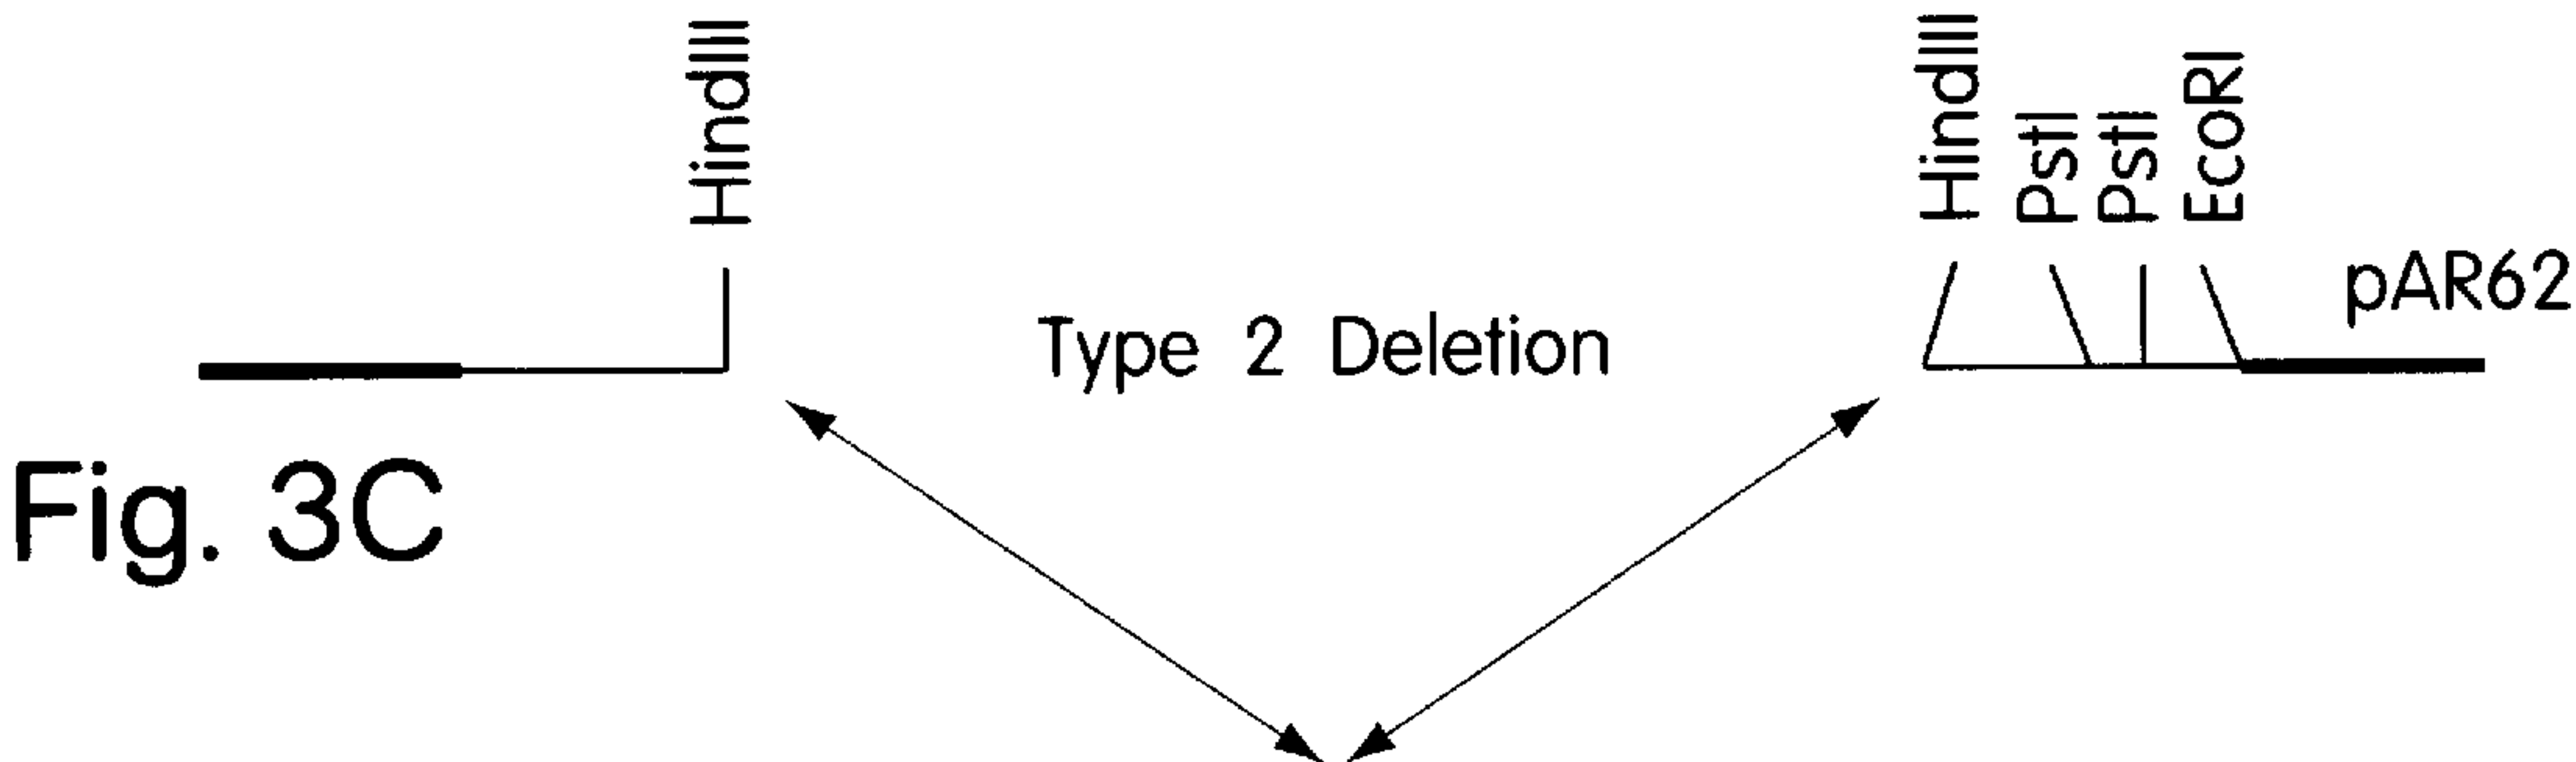 HindIII
HindIII
PstI
PstI
EcoRI
pAR62
Type 2 Deletion
Fig. 3C